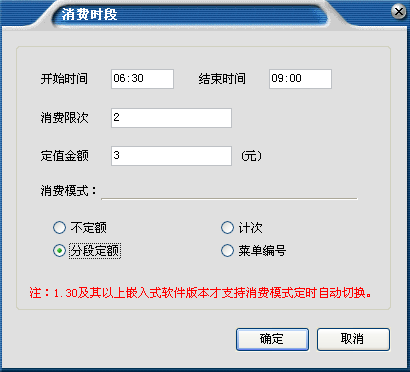 消费时段
开始时间 06:30 结束时间 09:00
消费限次 2
定值金额 3 (元)
消费模式：
不定额 计次
分段定额 菜单编号
注：1.30及其以上嵌入式软件版本才支持消费模式定时自动切换。
确定 取消